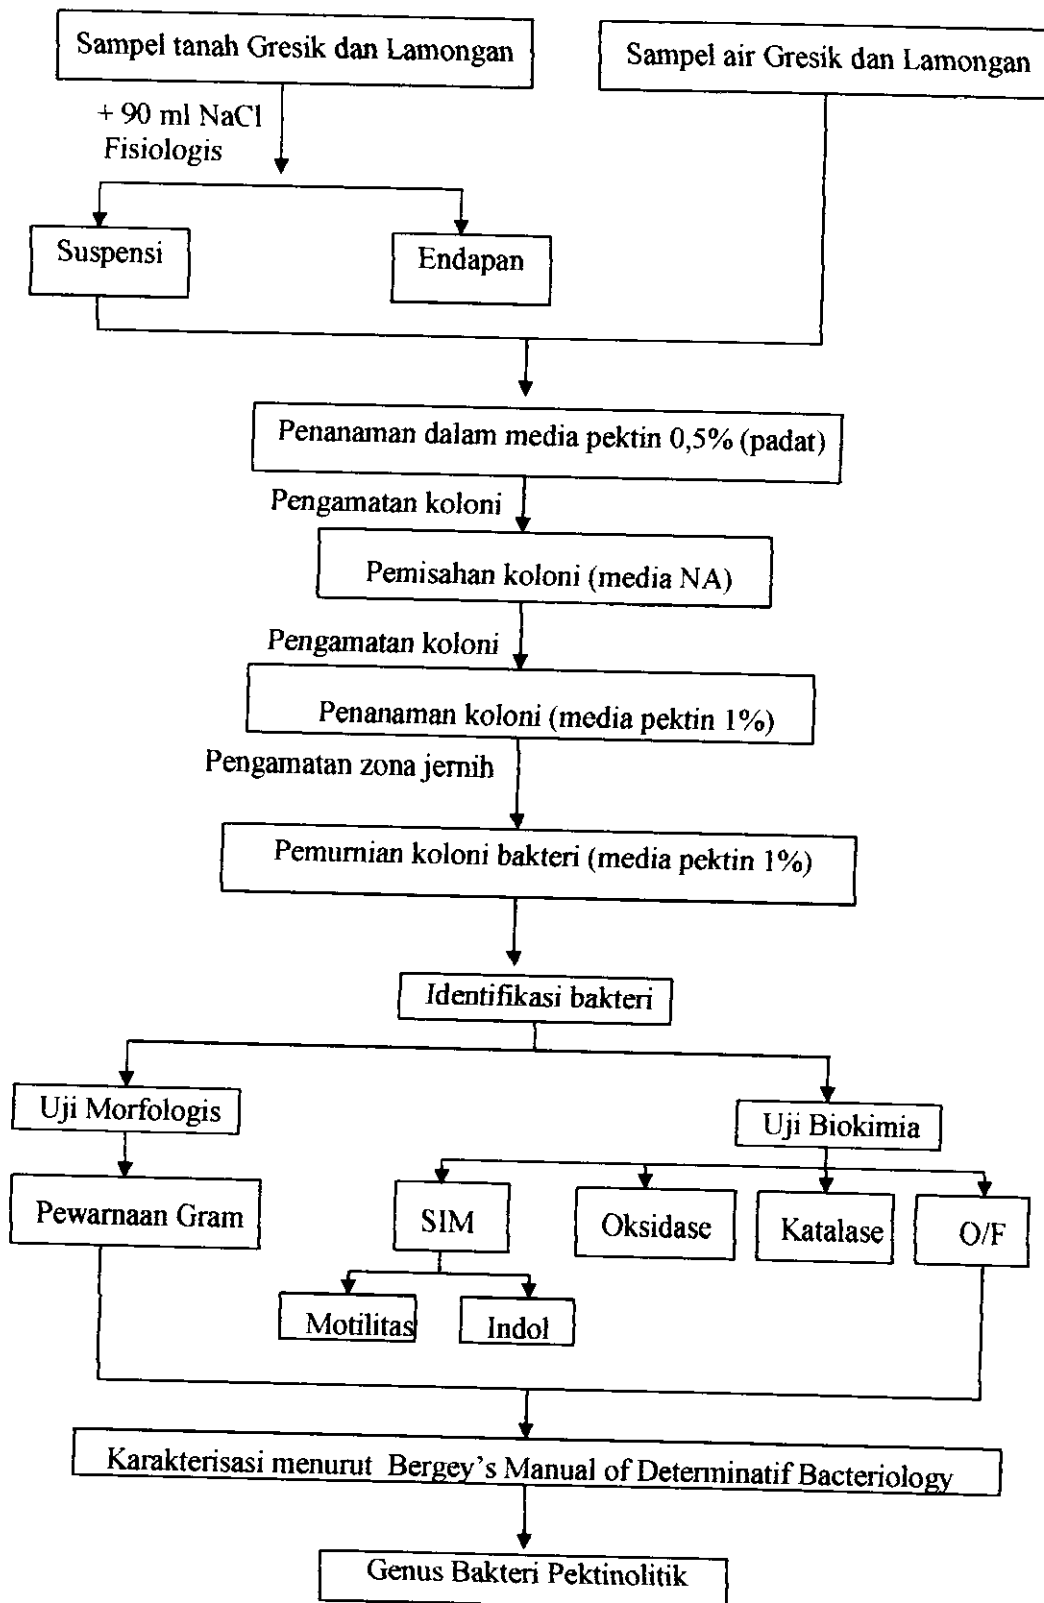 Sampel tanah Gresik dan Lamongan
Sampel air Gresik dan Lamongan
+ 90 ml NaCl
Fisiologis
Suspensi
Endapan
Penanaman dalam media pektin 0,5% (padat)
Pengamatan koloni
Pemisahan koloni (media NA)
Pengamatan koloni
Penanaman koloni (media pektin 1%)
Pengamatan zona jernih
Pemurnian koloni bakteri (media pektin 1%)
Identifikasi bakteri
Uji Morfologis
Uji Biokimia
Pewarnaan Gram
SIM
Oksidase
Katalase
O/F
Motilitas
Indol
Karakterisasi menurut Bergey's Manual of Determinatif Bacteriology
Genus Bakteri Pektinolitik